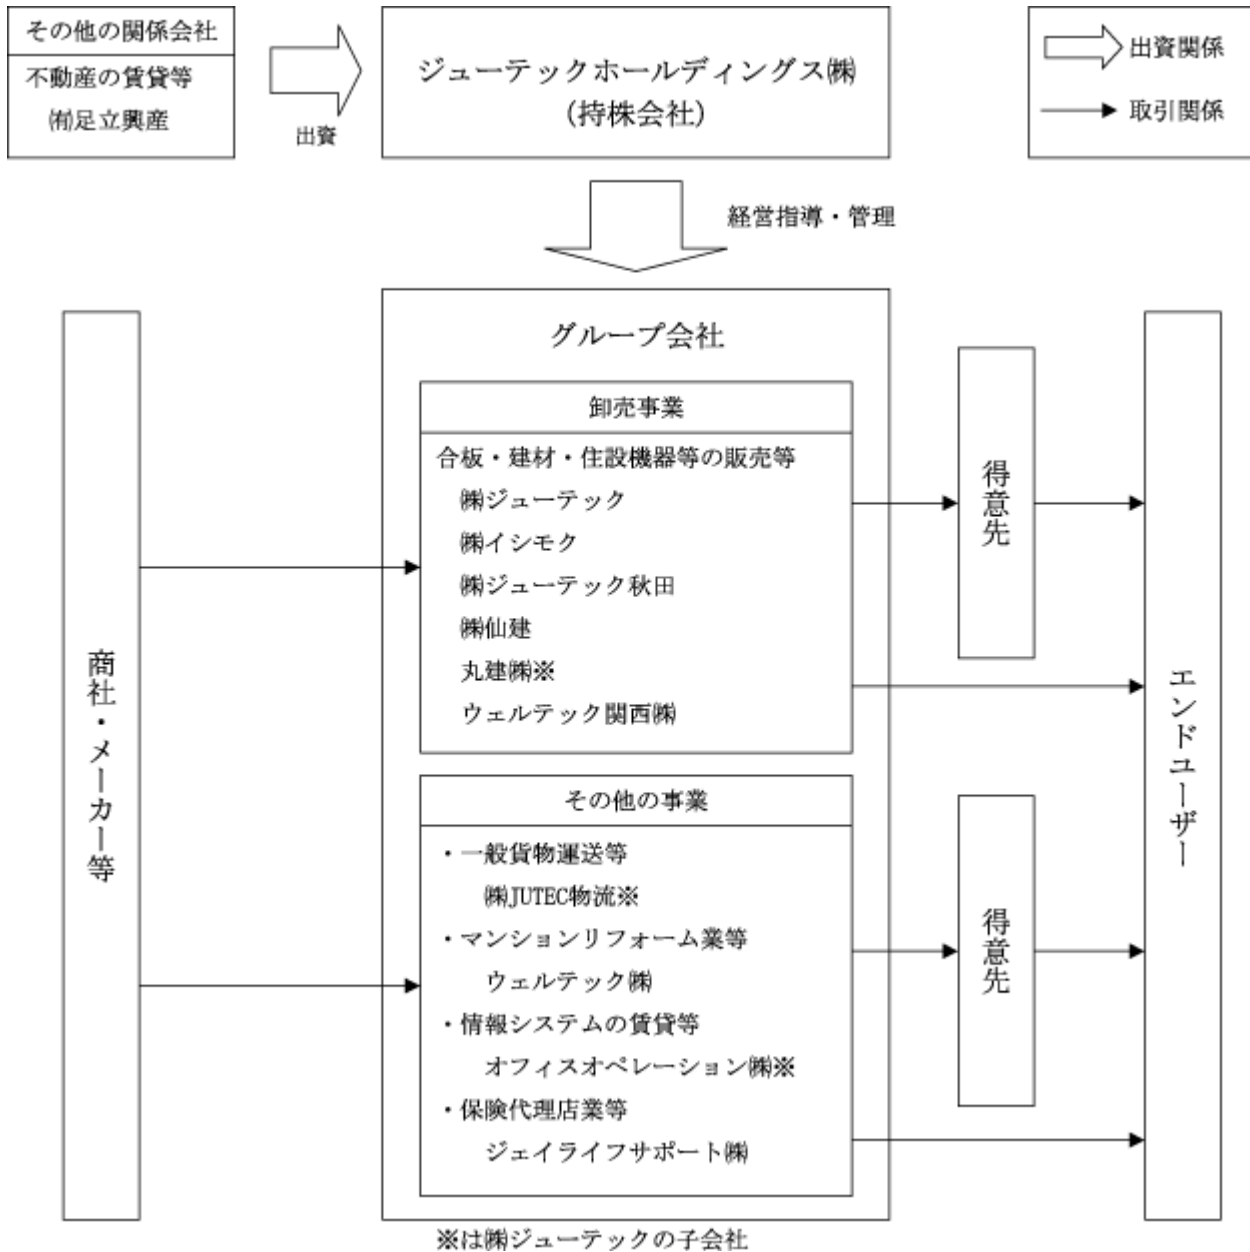 その他の関係会社
不動産の賃貸等
㈲足立興産
出資
ジューテックホールディングス㈱
(持株会社)
出資関係
取引関係
経営指導・管理
グループ会社
卸売事業
合板・建材・住設機器等の販売等
㈱ジューテック
㈱イシモク
㈱ジューテック秋田
㈱仙建
丸建㈱※
ウェルテック関西㈱
その他の事業
・一般貨物運送等
㈱JUTEC物流※
・マンションリフォーム業等
ウェルテック㈱
・情報システムの賃貸等
オフィスオペレーション㈱※
・保険代理店業等
ジェイライフサポート㈱
商社・メーカー等
得意先
得意先
エンドユーザー
※は㈱ジューテックの子会社